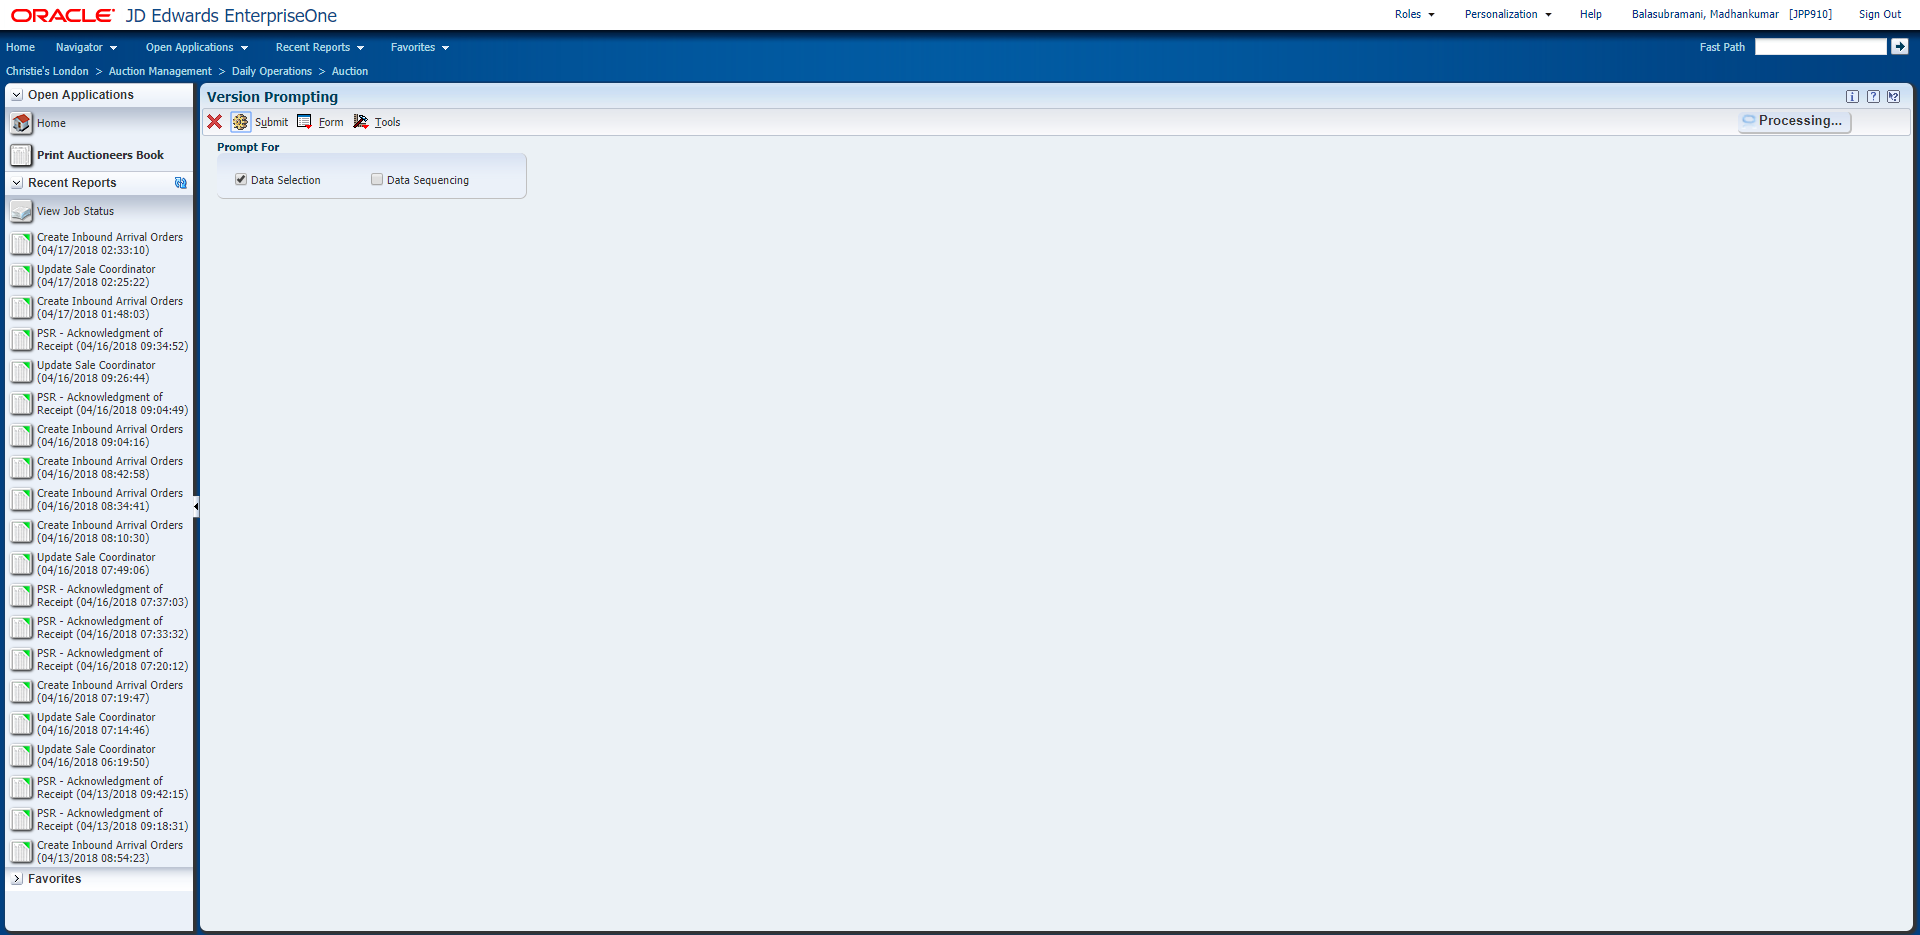 ORACLE JD Edwards EnterpriseOne
Roles Personalization Help Balasubramani, Madhankumar [JPP910] Sign Out
Home Navigator Open Applications Recent Reports Favorites Fast Path
Christie's London > Auction Management > Daily Operations > Auction
Open Applications
Home
Print Auctioneers Book
Recent Reports
View Job Status
Create Inbound Arrival Orders
(04/17/2018 02:33:10)
Update Sale Coordinator
(04/17/2018 02:25:22)
Create Inbound Arrival Orders
(04/17/2018 01:48:03)
PSR - Acknowledgment of
Receipt (04/16/2018 09:34:52)
Update Sale Coordinator
(04/16/2018 09:26:44)
PSR - Acknowledgment of
Receipt (04/16/2018 09:04:49)
Create Inbound Arrival Orders
(04/16/2018 09:04:16)
Create Inbound Arrival Orders
(04/16/2018 08:42:58)
Create Inbound Arrival Orders
(04/16/2018 08:34:41)
Create Inbound Arrival Orders
(04/16/2018 08:10:30)
Update Sale Coordinator
(04/16/2018 07:49:06)
PSR - Acknowledgment of
Receipt (04/16/2018 07:37:03)
PSR - Acknowledgment of
Receipt (04/16/2018 07:33:32)
PSR - Acknowledgment of
Receipt (04/16/2018 07:20:12)
Create Inbound Arrival Orders
(04/16/2018 07:19:47)
Update Sale Coordinator
(04/16/2018 07:14:46)
Update Sale Coordinator
(04/16/2018 06:19:50)
PSR - Acknowledgment of
Receipt (04/13/2018 09:42:15)
PSR - Acknowledgment of
Receipt (04/13/2018 09:18:31)
Create Inbound Arrival Orders
(04/13/2018 08:54:23)
Favorites
Version Prompting
Submit Form Tools
Processing...
Prompt For
Data Selection Data Sequencing